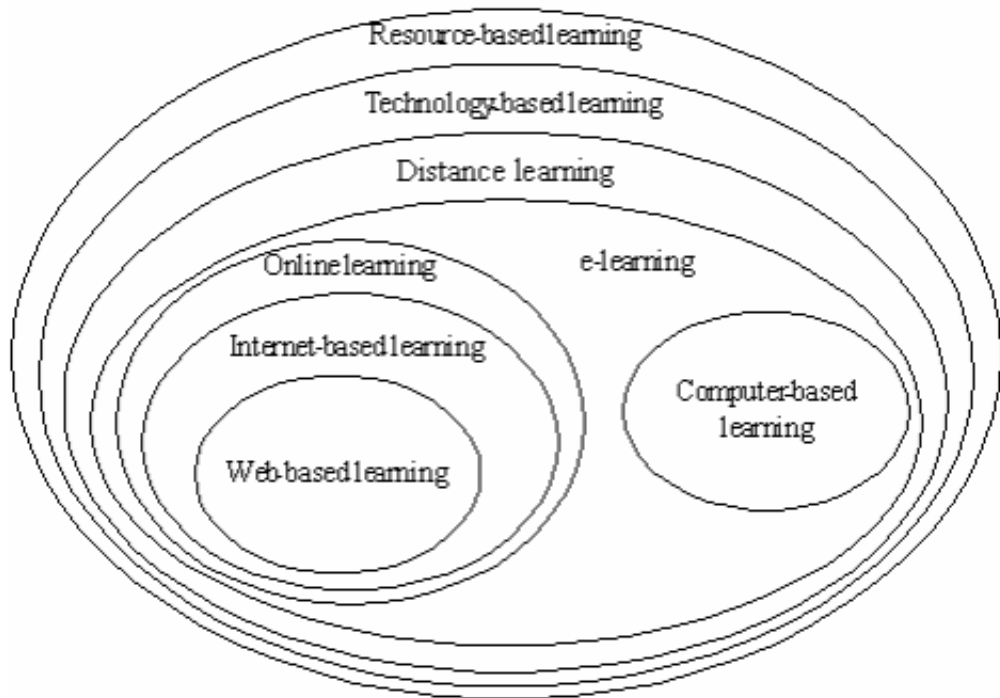 Resource-based learning
Technology-based learning
Distance learning
Online learning
e-learning
Internet-based learning
Computer-based
learning
Web-based learning